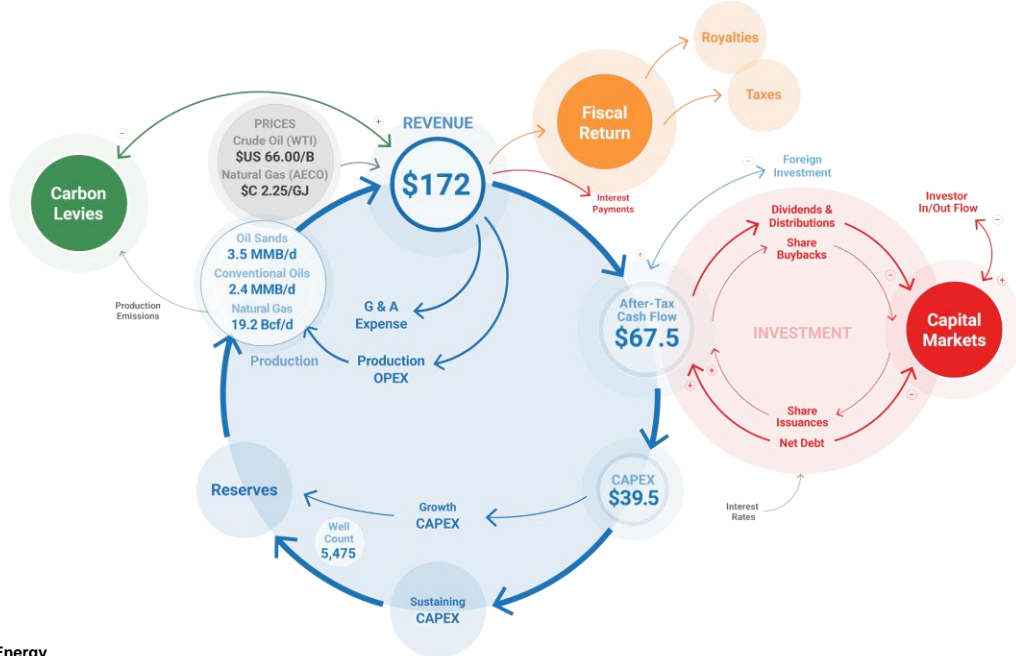 Royalties
Taxes
Fiscal
Return
REVENUE
$172
PRICES
Crude Oil (WTI)
$US 66.00/B
Natural Gas (AECO)
$C 2.25/GJ
−
+
Carbon
Levies
Interest
Payments
−
Foreign
Investment
+
Dividends &
Distributions
Share
Buybacks
Investor
In/Out Flow
−
+
−
Oil Sands
3.5 MMB/d
Conventional Oils
2.4 MMB/d
Natural Gas
19.2 Bcf/d
Production
Production
Emissions
G & A
Expense
Production
OPEX
After-Tax
Cash Flow
$67.5
INVESTMENT
Capital
Markets
+
+
−
Share
Issuances
Net Debt
Interest
Rates
CAPEX
$39.5
Growth
CAPEX
Reserves
Well
Count
5,475
Sustaining
CAPEX
Energy